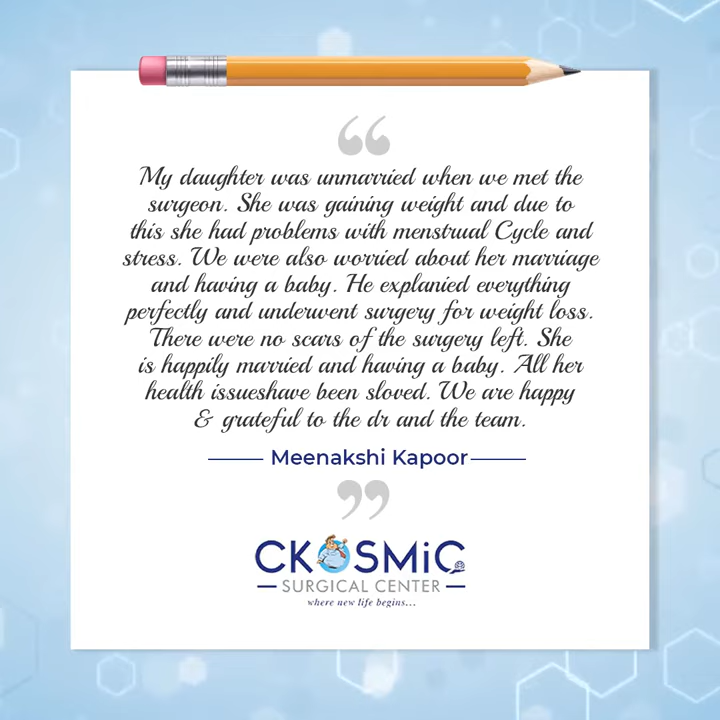 “
My daughter was unmarried when we met the
surgeon. She was gaining weight and due to
this she had problems with menstrual Cycle and
stress. We were also worried about her marriage
and having a baby. He explanied everything
perfectly and underwent surgery for weight loss.
There were no scars of the surgery left. She
is happily married and having a baby. All her
health issueshave been sloved. We are happy
& grateful to the dr and the team.
Meenakshi Kapoor
”
CKOSMiC
SURGICAL CENTER
where new life begins...